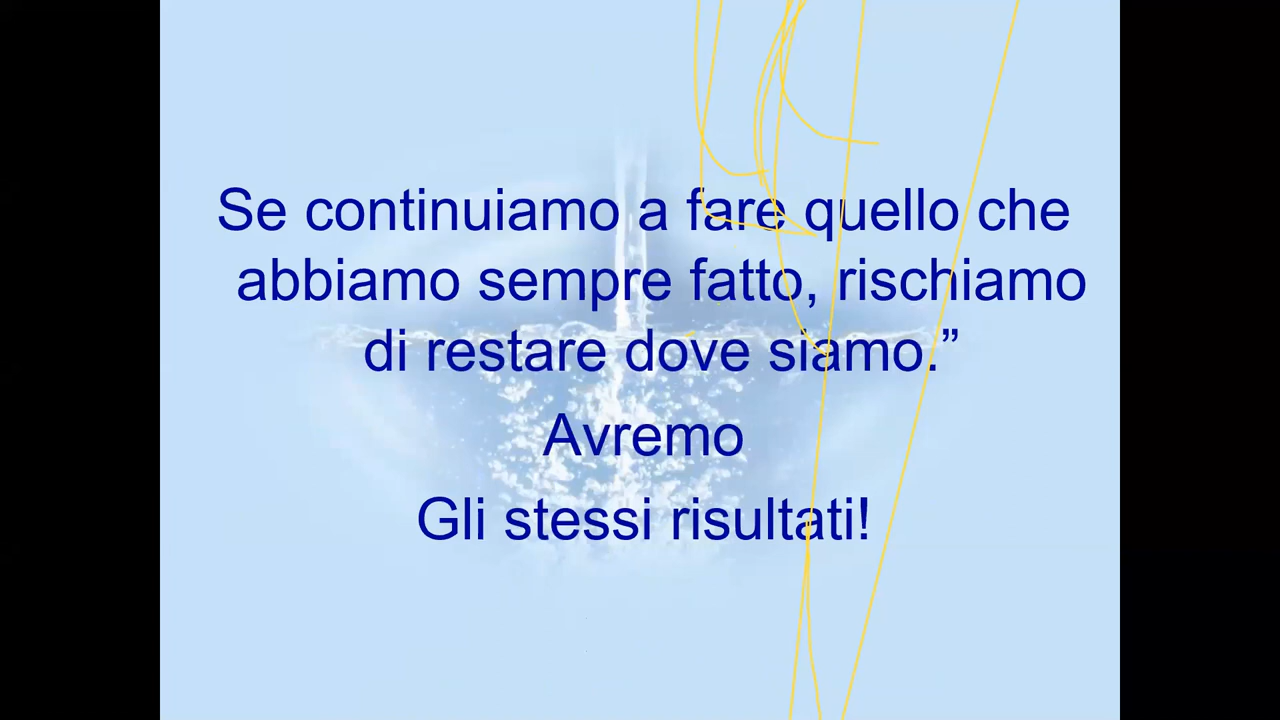 Se continuiamo a fare quello che
abbiamo sempre fatto, rischiamo
di restare dove siamo.”
Avremo
Gli stessi risultati!